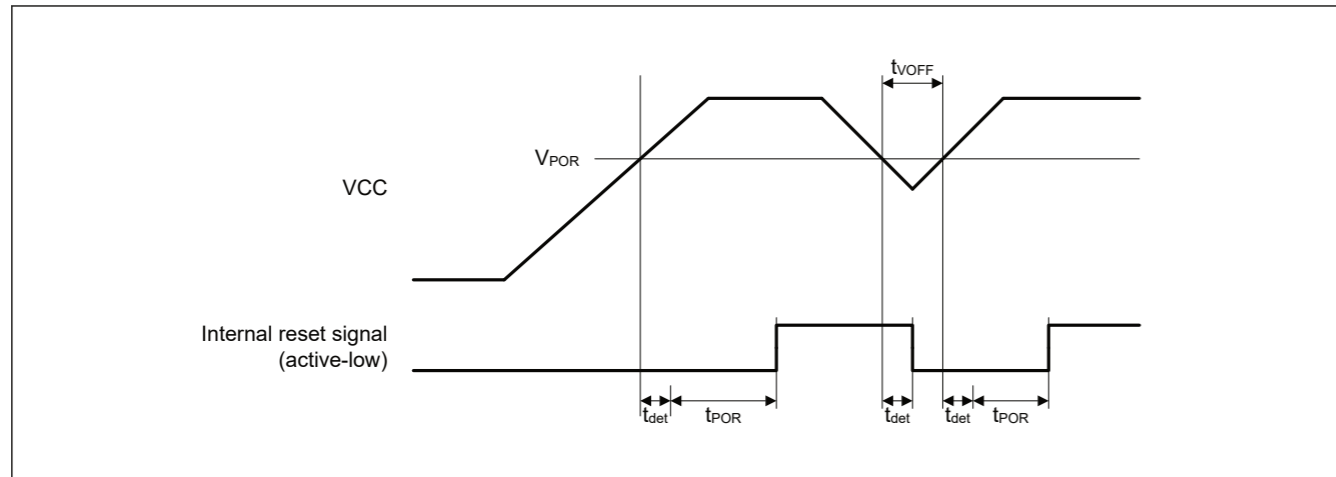 tVOFF
VPOR
VCC
Internal reset signal
(active-low)
tdet tPOR tdet tdet tPOR